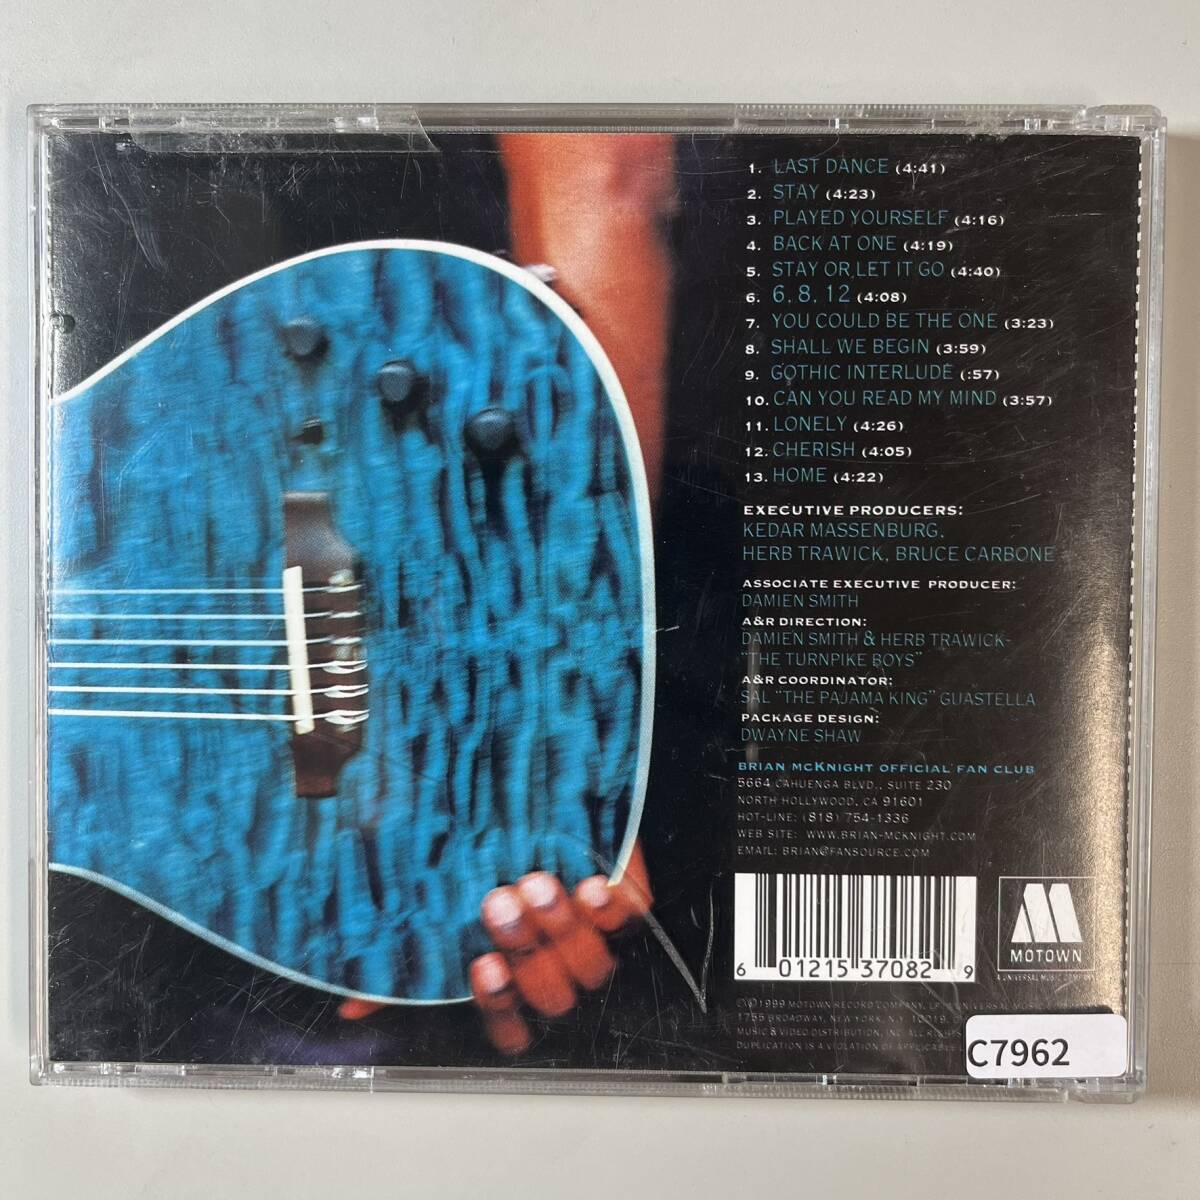 1. LAST DANCE (4:41)
2. STAY (4:23)
3. PLAYED YOURSELF (4:16)
4. BACK AT ONE (4:19)
5. STAY OR LET IT GO (4:40)
6. 6, 8, 12 (4:08)
7. YOU COULD BE THE ONE (3:23)
8. SHALL WE BEGIN (3:59)
9. GOTHIC INTERLUDE (:57)
10. CAN YOU READ MY MIND (3:57)
11. LONELY (4:26)
12. CHERISH (4:05)
13. HOME (4:22)
EXECUTIVE PRODUCERS:
KEDAR MASSENBURG,
HERB TRAWICK, BRUCE CARBONE
ASSOCIATE EXECUTIVE PRODUCER:
DAMIEN SMITH
A&R DIRECTION:
DAMIEN SMITH & HERB TRAWICK-
"THE TURNPIKE BOYS"
A&R COORDINATOR:
SAL "THE PAJAMA KING" GUASTELLA
PACKAGE DESIGN:
DWAYNE SHAW
BRIAN McKNIGHT OFFICIAL FAN CLUB
5664 CAHUENGA BLVD., SUITE 230
NORTH HOLLYWOOD, CA 91601
HOT-LINE: (818) 754-1336
WEB SITE: WWW.BRIAN-MCKNIGHT.COM
EMAIL: BRIAN@FANSOURCE.COM
6 01215 37082 9
M
MOTOWN
A UNIVERSAL MUSIC COMPANY
℗©1999 MOTOWN RECORD COMPANY, L.P., A UNIVERSAL MUSIC
1755 BROADWAY, NEW YORK, N.Y. 10019.
MUSIC & VIDEO DISTRIBUTION, INC. ALL RIGHTS
DUPLICATION IS A VIOLATION OF APPLICABLE
C7962